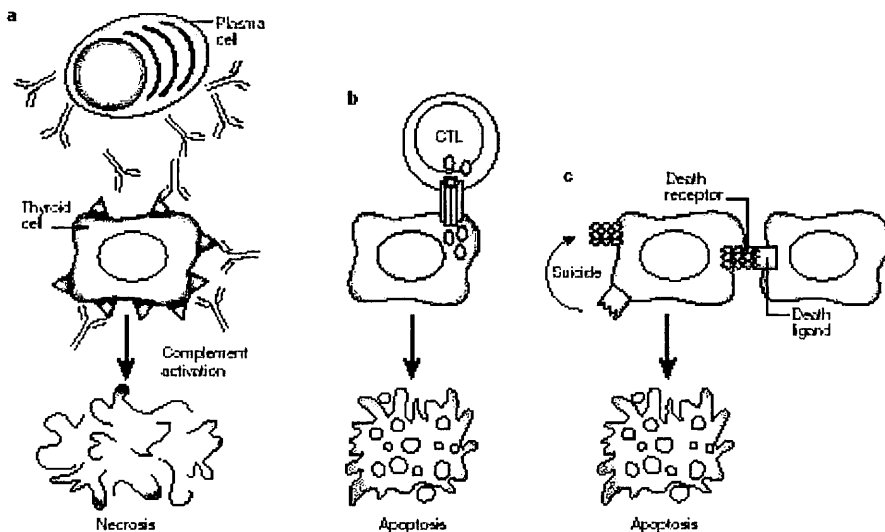 a
Plasma
cell
Thyroid
cell
Complement
activation
Necrosis
b
CTL
Apoptosis
c
Death
receptor
Suicide
Death
ligand
Apoptosis